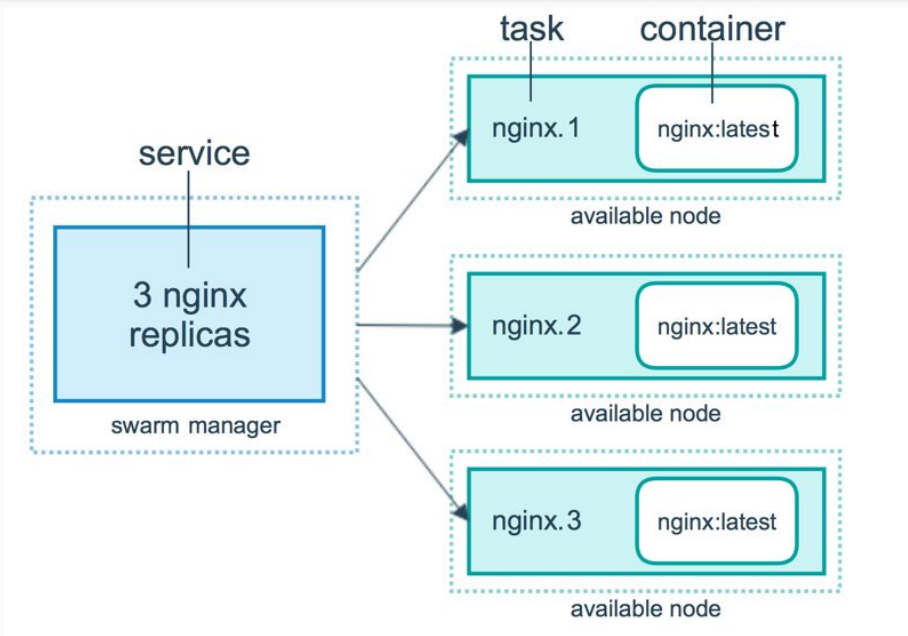 task
container
nginx.1
nginx:latest
available node
service
3 nginx
replicas
swarm manager
nginx.2
nginx:latest
available node
nginx.3
nginx:latest
available node